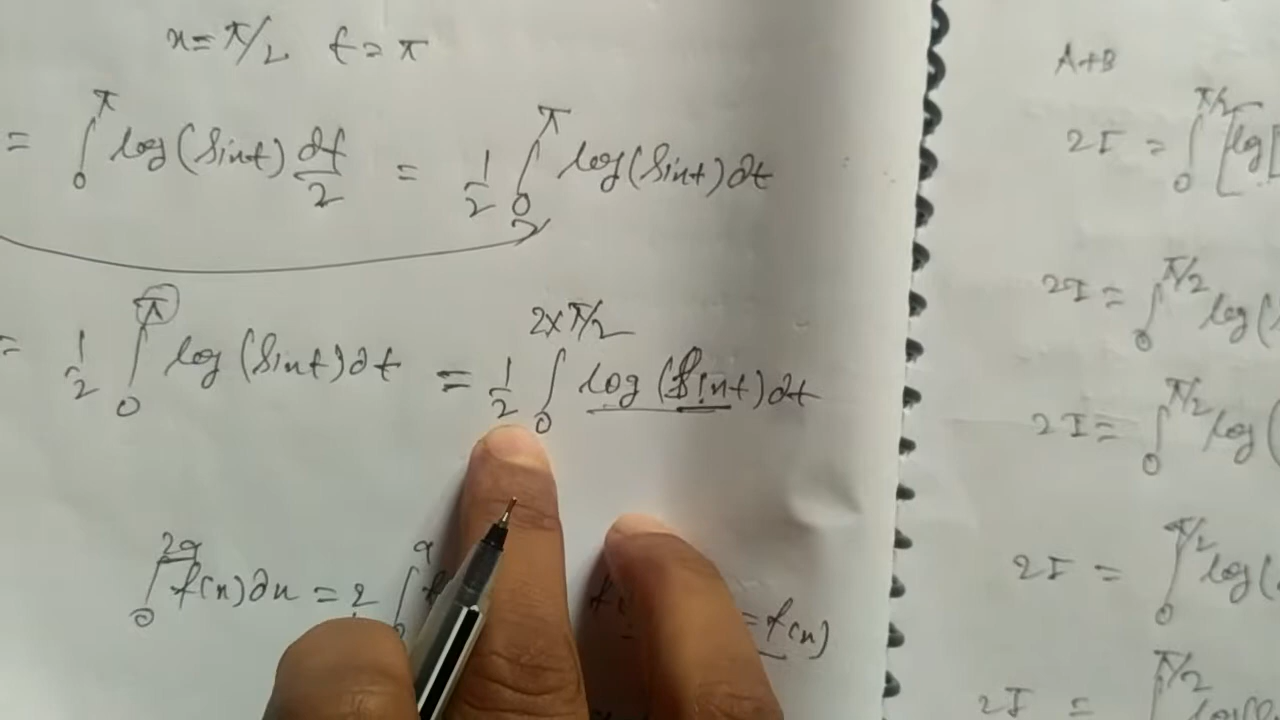 x=π/2 t=π
= ∫₀^π log(Sint) dt/2 = 1/2 ∫₀^π log(Sint)dt
= 1/2 ∫₀^π log(Sint)dt = 1/2 ∫₀^{2×π/2} log(Sint)dt
∫₀^{2a} f(x)dx = 2 ∫₀^a
=f(x)
A+B
2I = ∫₀^{π/2} [log[
2I = ∫₀^{π/2} log(
2I = ∫₀^{π/2} log(
2I = ∫₀^{π/2} log(
2I = ∫^{π/2}